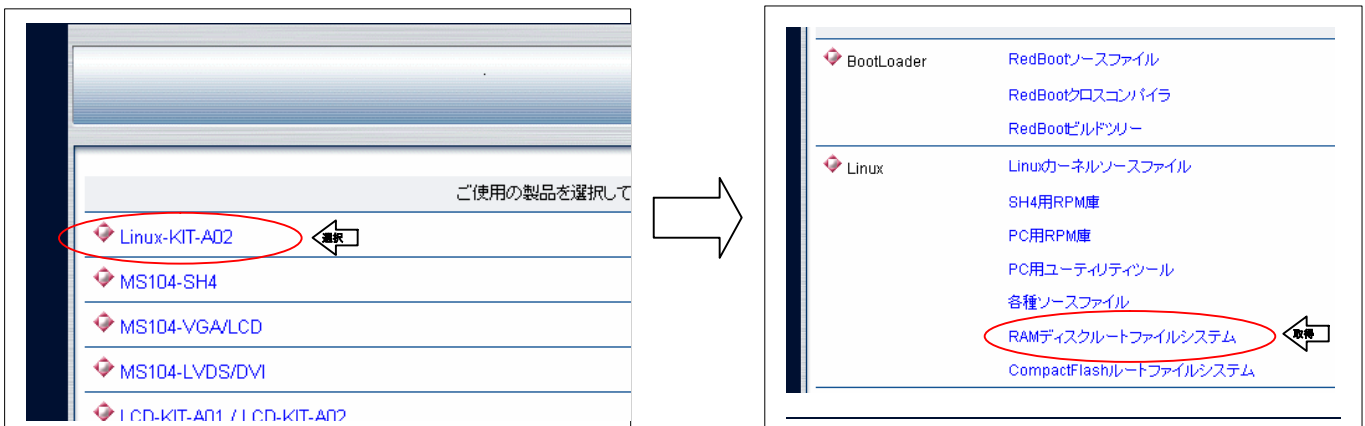 ご使用の製品を選択して
Linux-KIT-A02
選択
MS104-SH4
MS104-VGA/LCD
MS104-LVDS/DVI
LCD-KIT-A01 / LCD-KIT-A02
BootLoader
RedBootソースファイル
RedBootクロスコンパイラ
RedBootビルドツリー
Linux
Linuxカーネルソースファイル
SH4用RPM庫
PC用RPM庫
PC用ユーティリティツール
各種ソースファイル
RAMディスクルートファイルシステム
取得
CompactFlashルートファイルシステム